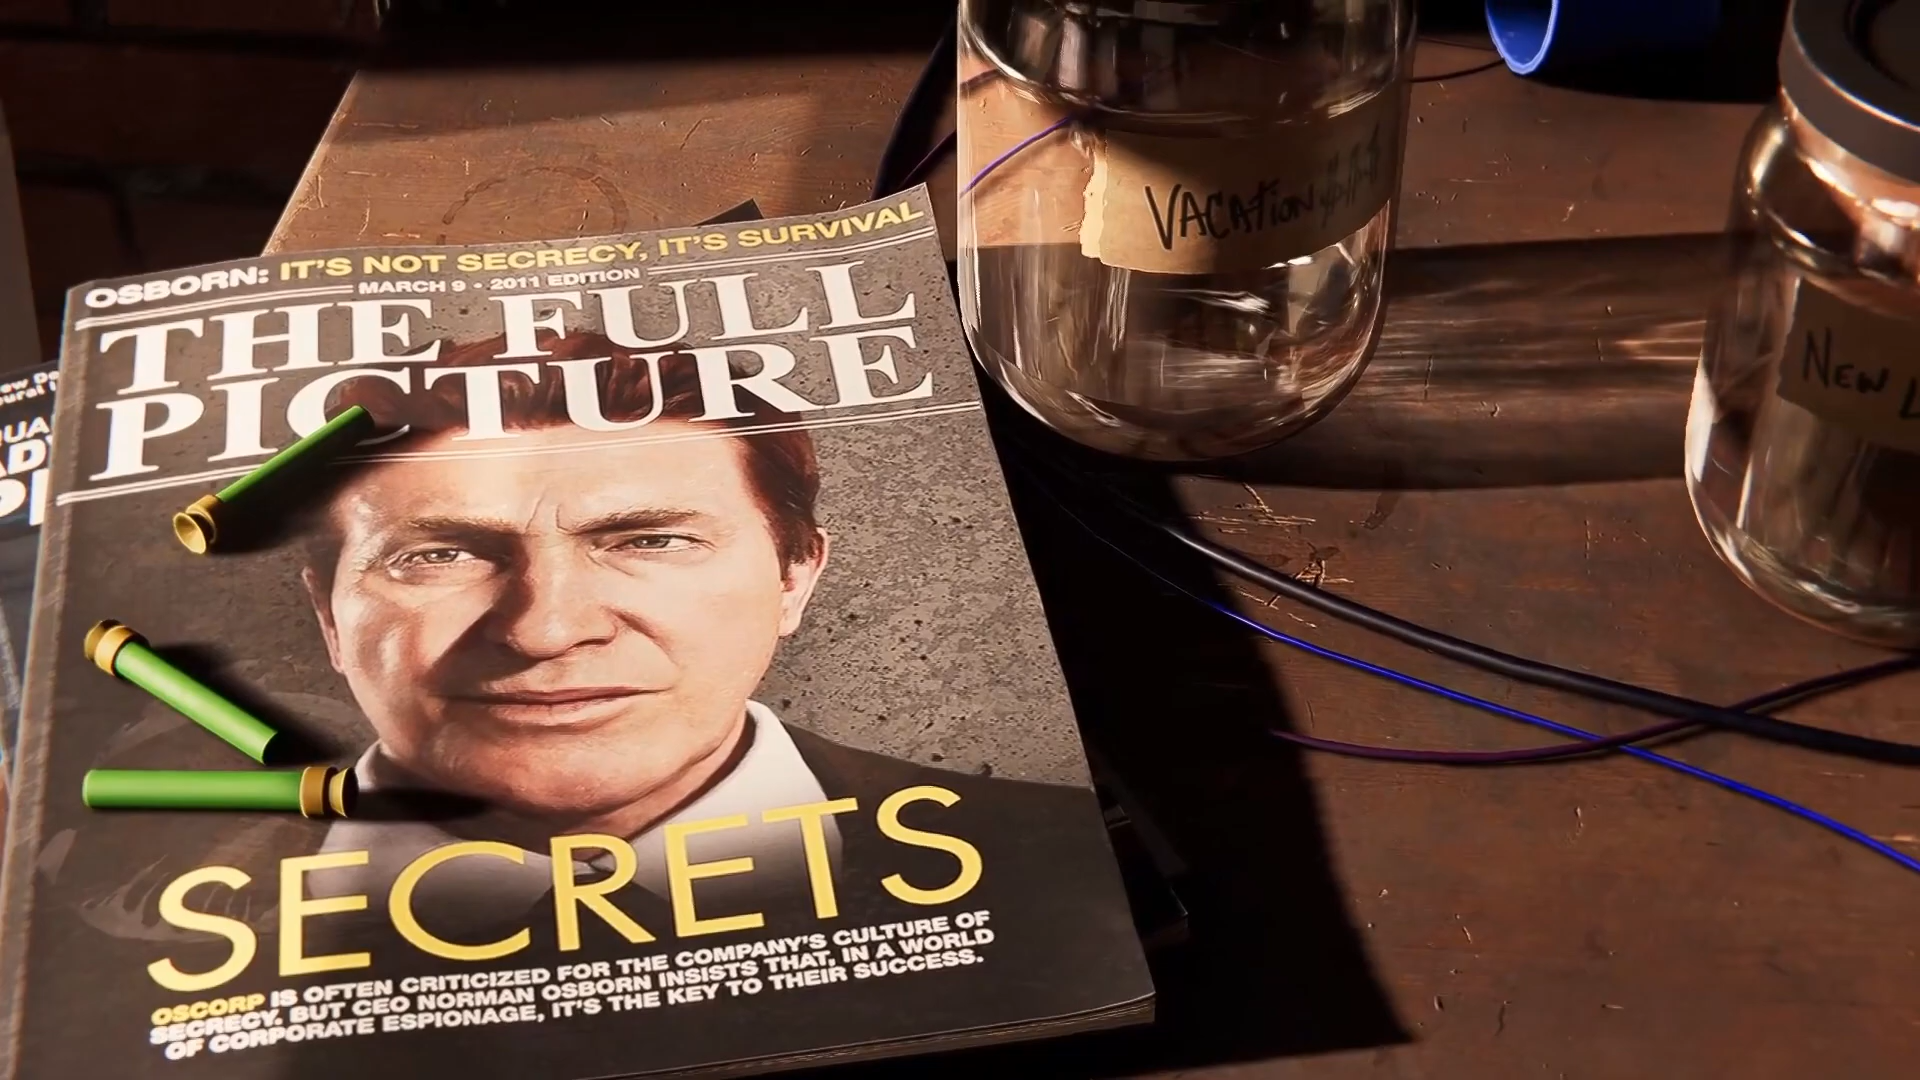 OSBORN: IT'S NOT SECRECY, IT'S SURVIVAL
MARCH 9 • 2011 EDITION
THE FULL
PICTURE
SECRETS
OSCORP IS OFTEN CRITICIZED FOR THE COMPANY'S CULTURE OF
SECRECY. BUT CEO NORMAN OSBORN INSISTS THAT, IN A WORLD
OF CORPORATE ESPIONAGE, IT'S THE KEY TO THEIR SUCCESS.
VACATION
NEW